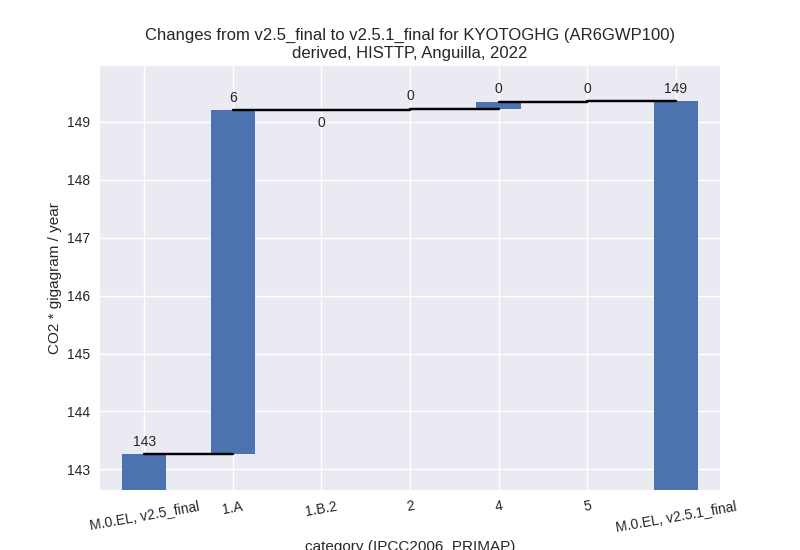 Changes from v2.5_final to v2.5.1_final for KYOTOGHG (AR6GWP100)
derived, HISTTP, Anguilla, 2022
CO2 * gigagram / year
149
148
147
146
145
144
143
143
6
0
0
0
0
149
M.0.EL, v2.5_final
1.A
1.B.2
2
4
5
M.0.EL, v2.5.1_final
category (IPCC2006_PRIMAP)